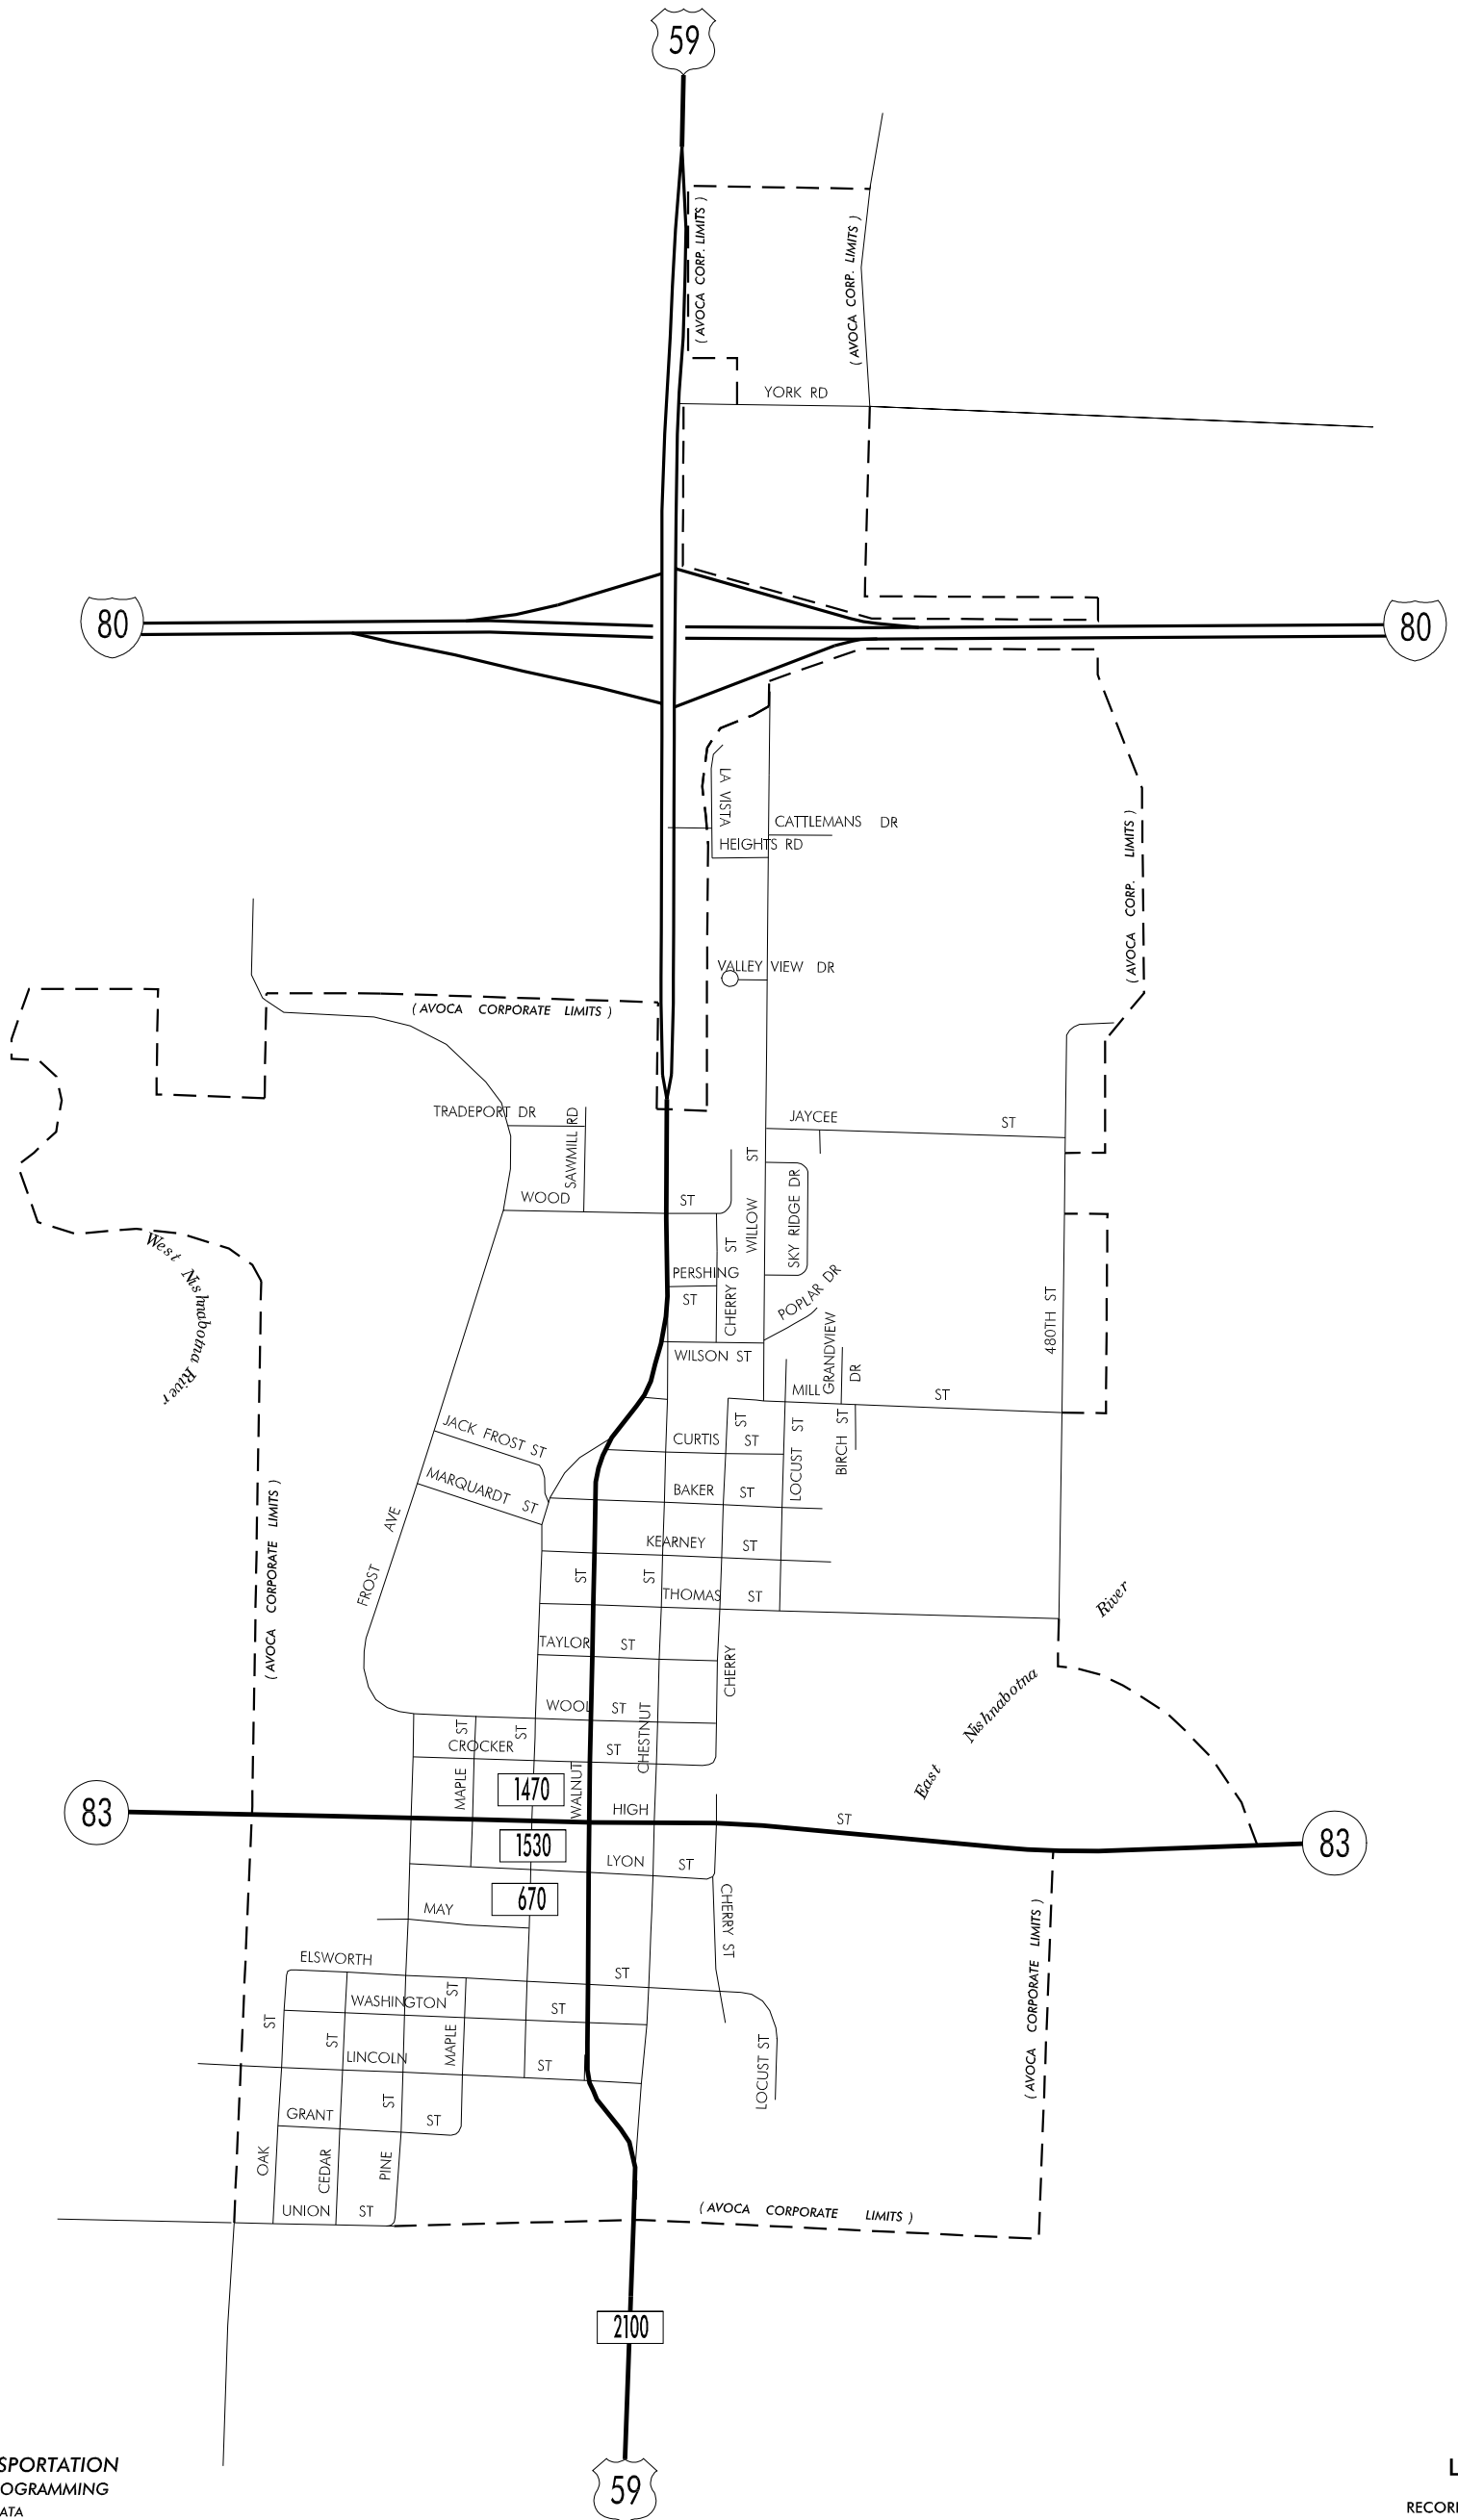 59
( AVOCA CORP. LIMITS )
( AVOCA CORP. LIMITS )
YORK RD
80
80
LA VISTA
CATTLEMANS DR
HEIGHTS RD
( AVOCA CORP. LIMITS )
VALLEY VIEW DR
( AVOCA CORPORATE LIMITS )
TRADEPORT DR
SAWMILL RD
JAYCEE ST
WOOD ST
WILLOW ST
SKY RIDGE DR
West Nishnabotna River
PERSHING
ST
CHERRY ST
POPLAR DR
480TH ST
WILSON ST
GRANDVIEW
DR
MILL ST
JACK FROST ST
CURTIS ST
ST
LOCUST ST
BIRCH ST
MARQUARDT ST
BAKER ST
FROST AVE
( AVOCA CORPORATE LIMITS )
KEARNEY ST
ST
ST
THOMAS ST
East Nishnabotna River
TAYLOR ST
CHERRY
WOOL ST
CHESTNUT
MAPLE ST
ST
CROCKER ST
WALNUT
1470
83
HIGH ST
83
1530
LYON ST
670
MAY
CHERRY ST
( AVOCA CORPORATE LIMITS )
ELSWORTH ST
WASHINGTON ST
MAPLE ST
LINCOLN ST
LOCUST ST
GRANT ST
OAK ST
CEDAR ST
PINE ST
UNION ST
( AVOCA CORPORATE LIMITS )
2100
59
SPORTATION
OGRAMMING
ATA
L
RECOR